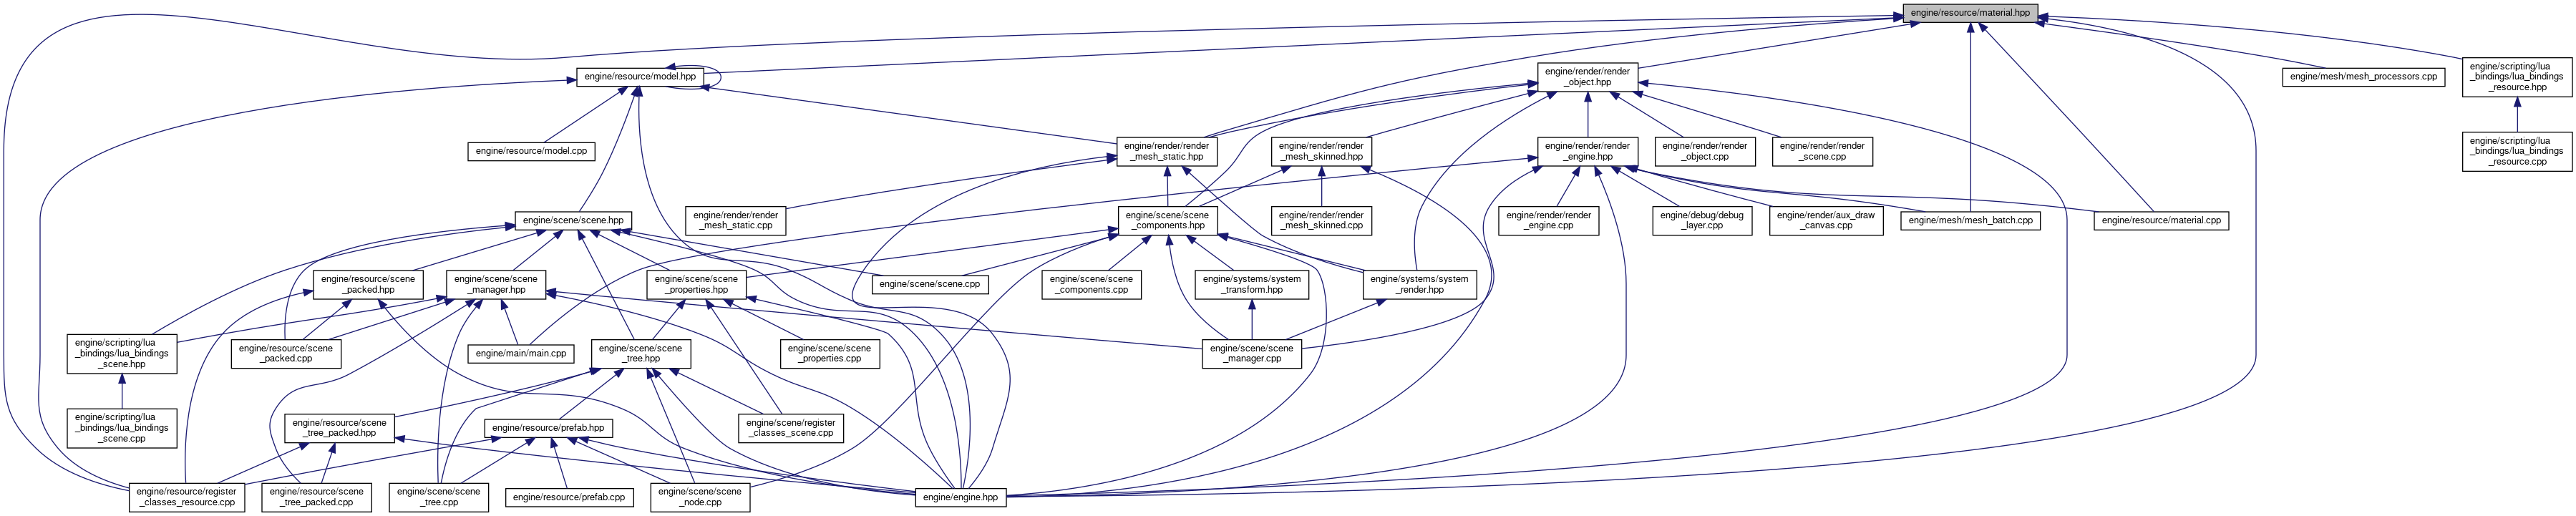 engine/resource/material.hpp
engine/resource/model.hpp
engine/render/render
_object.hpp
engine/mesh/mesh_processors.cpp
engine/scripting/lua
_bindings/lua_bindings
_resource.hpp
engine/resource/model.cpp
engine/render/render
_mesh_static.hpp
engine/render/render
_mesh_skinned.hpp
engine/render/render
_engine.hpp
engine/render/render
_object.cpp
engine/render/render
_scene.cpp
engine/scripting/lua
_bindings/lua_bindings
_resource.cpp
engine/scene/scene.hpp
engine/render/render
_mesh_static.cpp
engine/scene/scene
_components.hpp
engine/render/render
_mesh_skinned.cpp
engine/render/render
_engine.cpp
engine/debug/debug
_layer.cpp
engine/render/aux_draw
_canvas.cpp
engine/mesh/mesh_batch.cpp
engine/resource/material.cpp
engine/resource/scene
_packed.hpp
engine/scene/scene
_manager.hpp
engine/scene/scene
_properties.hpp
engine/scene/scene.cpp
engine/scene/scene
_components.cpp
engine/systems/system
_transform.hpp
engine/systems/system
_render.hpp
engine/scripting/lua
_bindings/lua_bindings
_scene.hpp
engine/resource/scene
_packed.cpp
engine/main/main.cpp
engine/scene/scene
_tree.hpp
engine/scene/scene
_properties.cpp
engine/scene/scene
_manager.cpp
engine/scripting/lua
_bindings/lua_bindings
_scene.cpp
engine/resource/scene
_tree_packed.hpp
engine/resource/prefab.hpp
engine/scene/register
_classes_scene.cpp
engine/resource/register
_classes_resource.cpp
engine/resource/scene
_tree_packed.cpp
engine/scene/scene
_tree.cpp
engine/resource/prefab.cpp
engine/scene/scene
_node.cpp
engine/engine.hpp